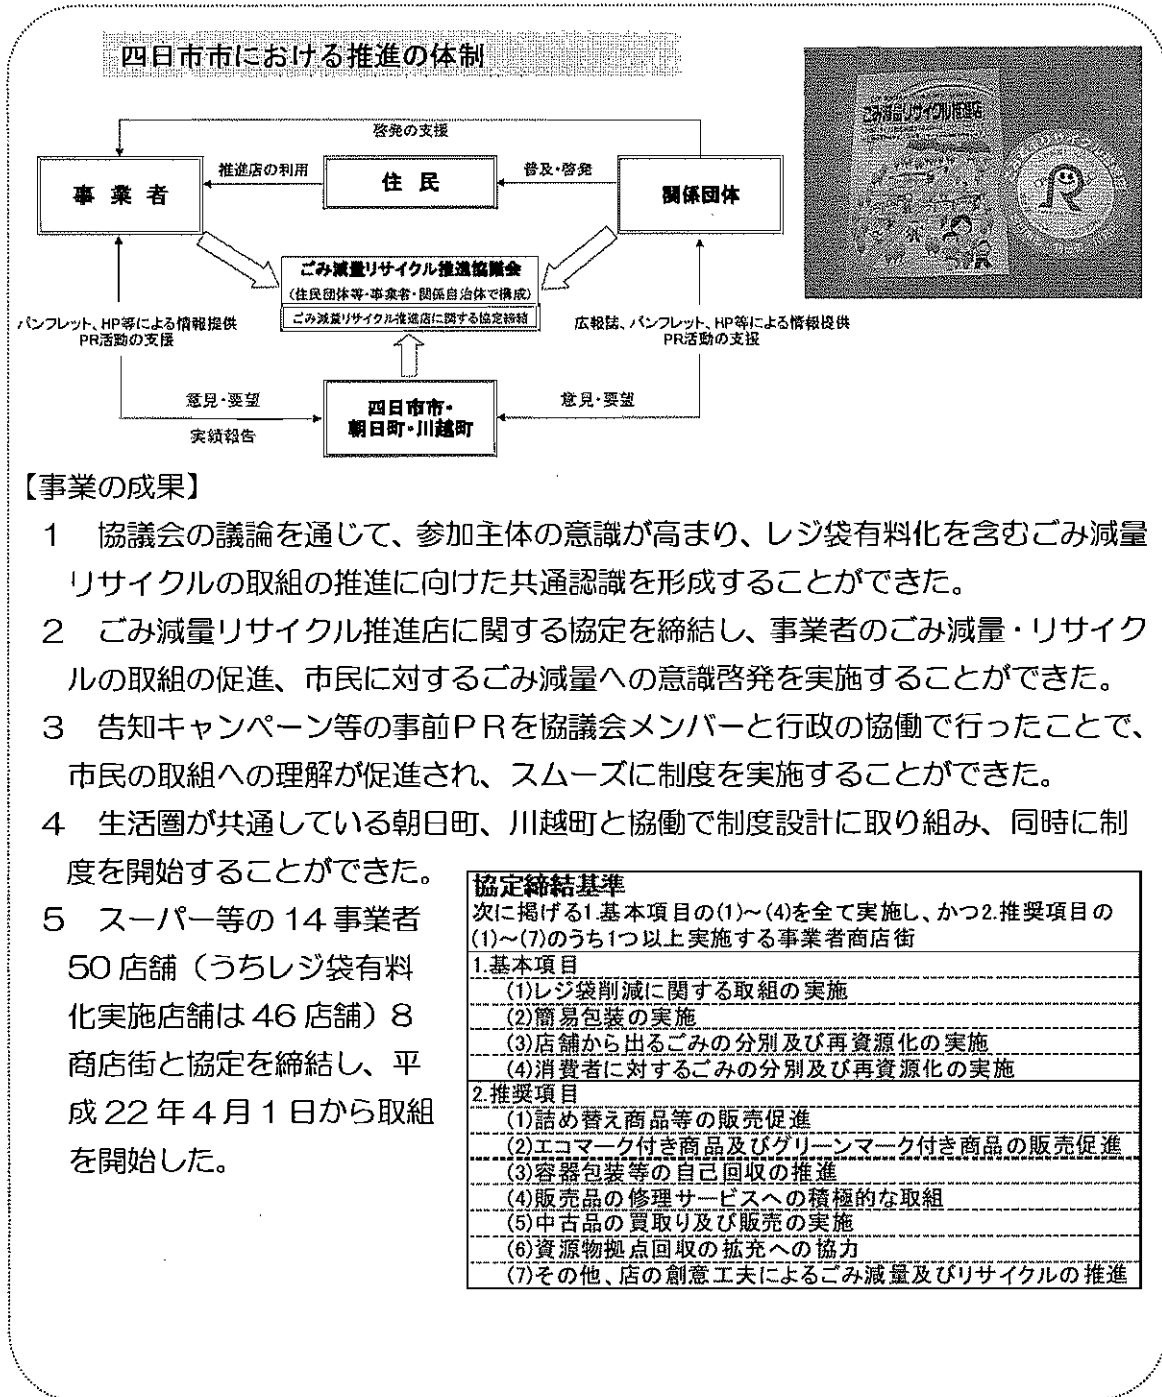 四日市市における推進の体制
ごみ減量リサイクル推進店
R
啓発の支援
事業者
推進店の利用
住民
普及・啓発
関係団体
ごみ減量リサイクル推進協議会
(住民団体等・事業者・関係自治体で構成)
ごみ減量リサイクル推進店に関する協定締結
パンフレット、HP等による情報提供
PR活動の支援
広報誌、パンフレット、HP等による情報提供
PR活動の支援
意見・要望
実績報告
四日市市・
朝日町・川越町
意見・要望
【事業の成果】
1 協議会の議論を通じて、参加主体の意識が高まり、レジ袋有料化を含むごみ減量
リサイクルの取組の推進に向けた共通認識を形成することができた。
2 ごみ減量リサイクル推進店に関する協定を締結し、事業者のごみ減量・リサイク
ルの取組の促進、市民に対するごみ減量への意識啓発を実施することができた。
3 告知キャンペーン等の事前PRを協議会メンバーと行政の協働で行ったことで、
市民の取組への理解が促進され、スムーズに制度を実施することができた。
4 生活圏が共通している朝日町、川越町と協働で制度設計に取り組み、同時に制
度を開始することができた。
5 スーパー等の14事業者
50店舗(うちレジ袋有料
化実施店舗は46店舗)8
商店街と協定を締結し、平
成22年4月1日から取組
を開始した。
協定締結基準
次に掲げる1.基本項目の(1)~(4)を全て実施し、かつ2.推奨項目の
(1)~(7)のうち1つ以上実施する事業者商店街
1.基本項目
(1)レジ袋削減に関する取組の実施
(2)簡易包装の実施
(3)店舗から出るごみの分別及び再資源化の実施
(4)消費者に対するごみの分別及び再資源化の実施
2.推奨項目
(1)詰め替え商品等の販売促進
(2)エコマーク付き商品及びグリーンマーク付き商品の販売促進
(3)容器包装等の自己回収の推進
(4)販売品の修理サービスへの積極的な取組
(5)中古品の買取り及び販売の実施
(6)資源物拠点回収の拡充への協力
(7)その他、店の創意工夫によるごみ減量及びリサイクルの推進